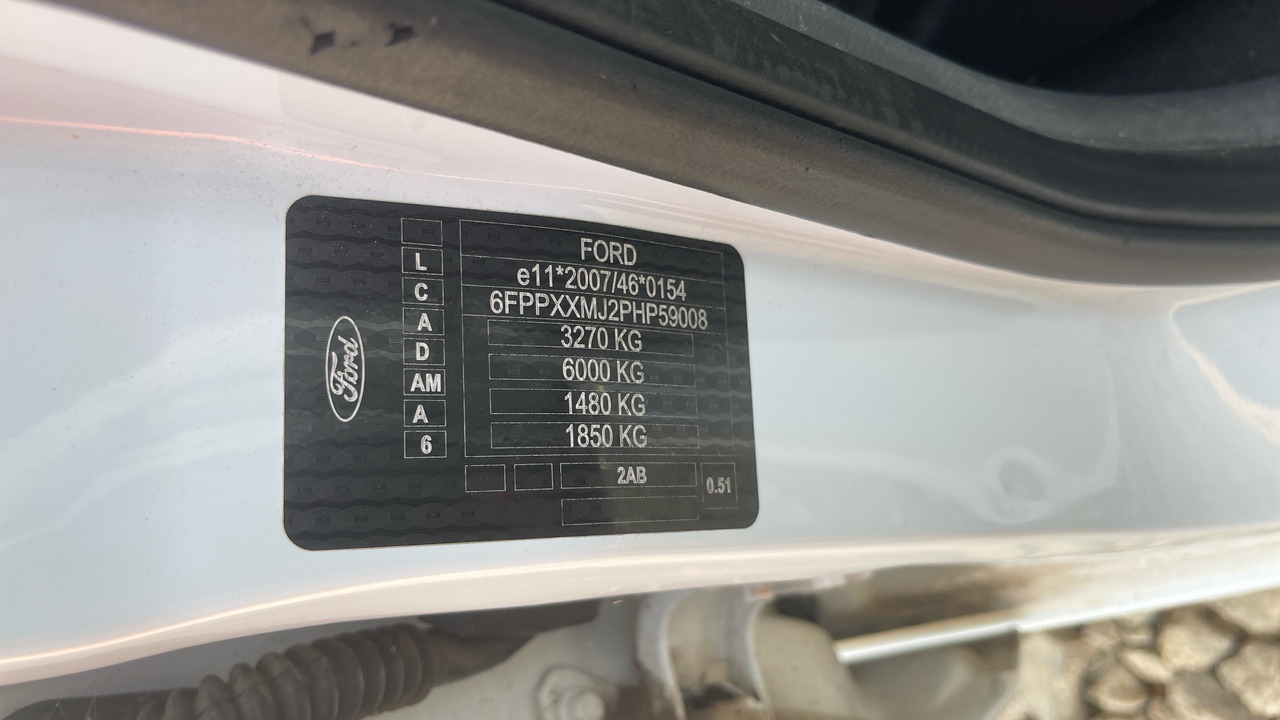 FORD
e11*2007/46*0154
6FPPXXMJ2PHP59008
3270 KG
6000 KG
1480 KG
1850 KG
L
C
A
D
AM
A
6
Ford
2AB
0.51